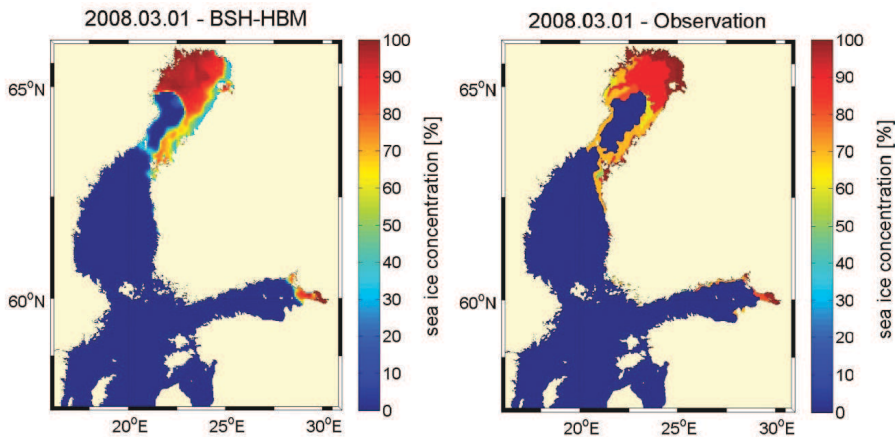 2008.03.01 - BSH-HBM
65°N
60°N
20°E
25°E
30°E
100
90
80
70
60
50
40
30
20
10
0
sea ice concentration [%]
2008.03.01 - Observation
65°N
60°N
20°E
25°E
30°E
100
90
80
70
60
50
40
30
20
10
0
sea ice concentration [%]